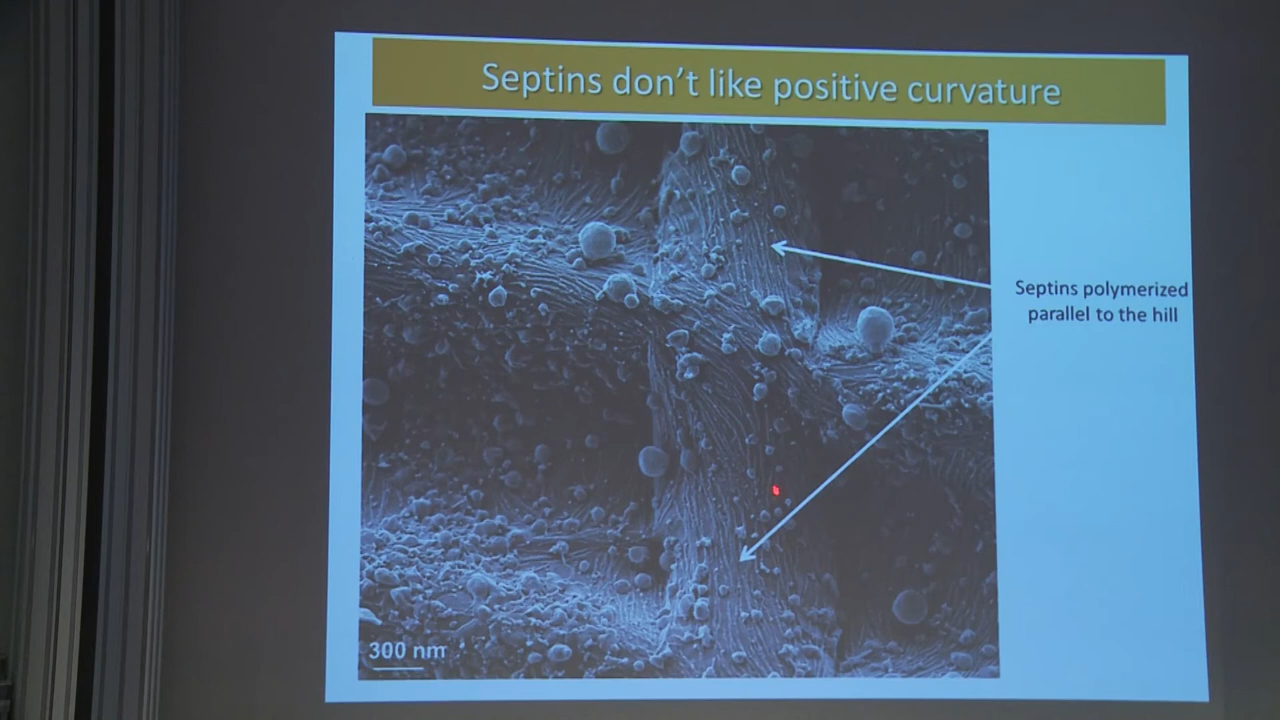 Septins don't like positive curvature
Septins polymerized
parallel to the hill
300 nm